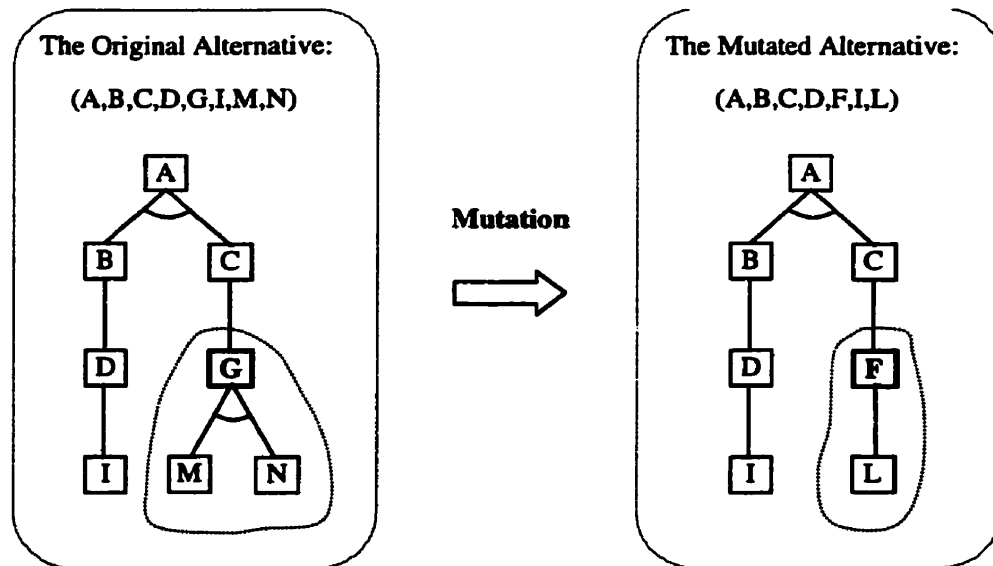 The Original Alternative:
(A,B,C,D,G,I,M,N)
A
B C
D G
I M N
Mutation
The Mutated Alternative:
(A,B,C,D,F,I,L)
A
B C
D F
I L